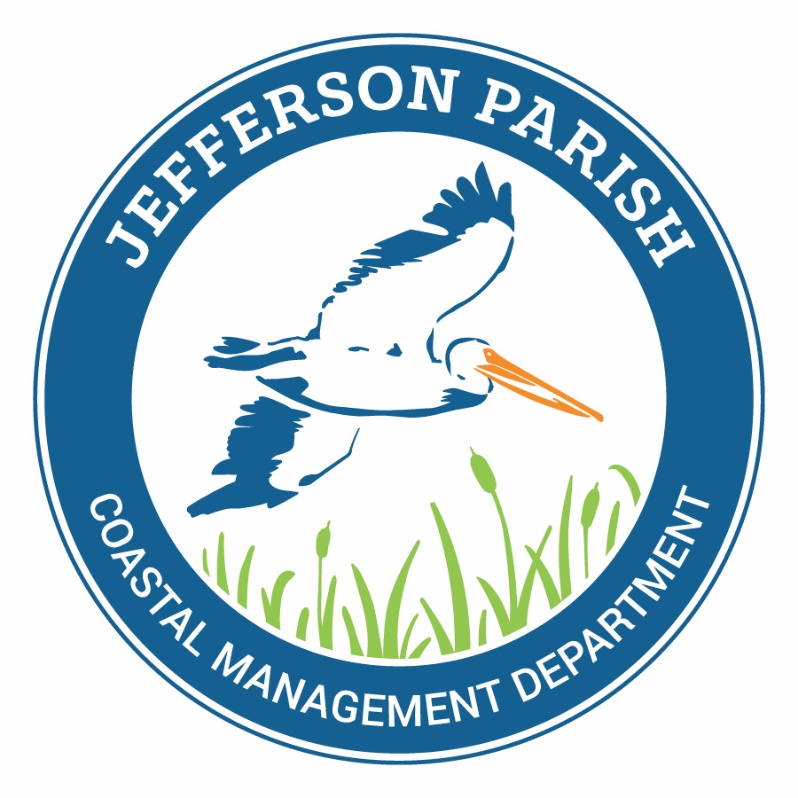 JEFFERSON PARISH
COASTAL MANAGEMENT DEPARTMENT